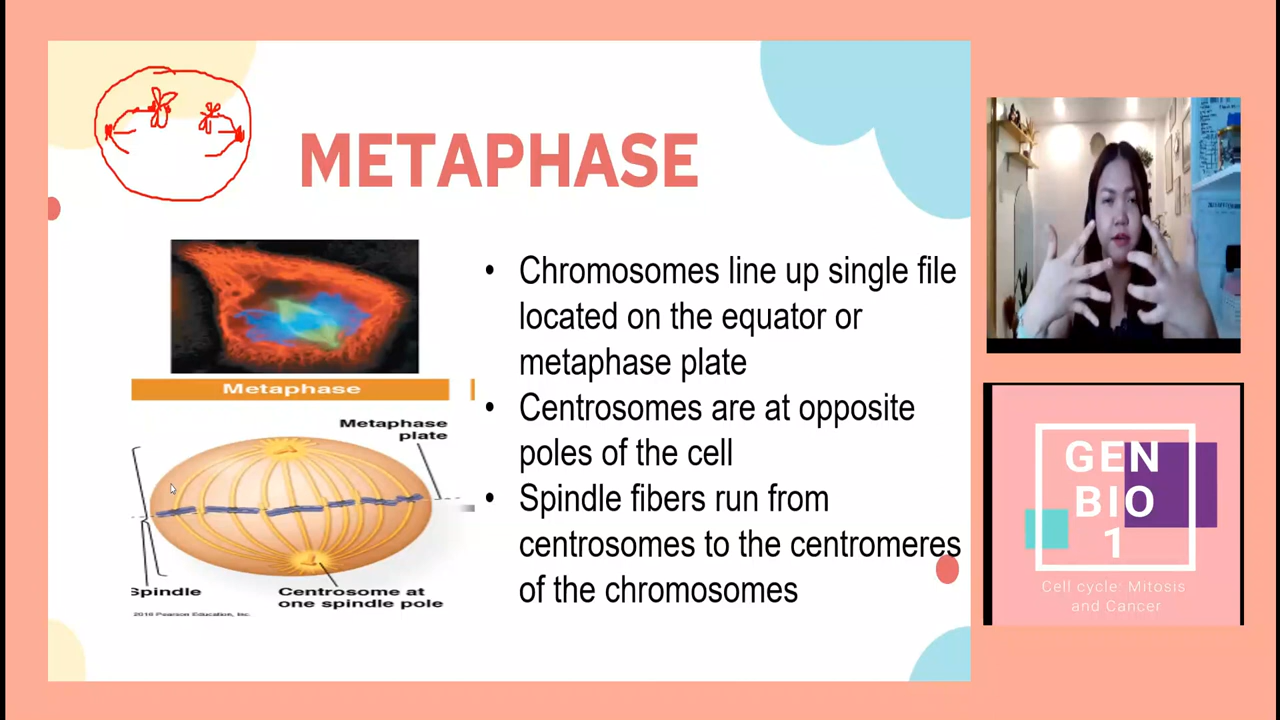 METAPHASE
Metaphase
Metaphase
plate
Spindle
Centrosome at
one spindle pole
2016 Pearson Education, Inc.
• Chromosomes line up single file
located on the equator or
metaphase plate
• Centrosomes are at opposite
poles of the cell
• Spindle fibers run from
centrosomes to the centromeres
of the chromosomes
GEN
BIO
1
Cell cycle: Mitosis
and Cancer